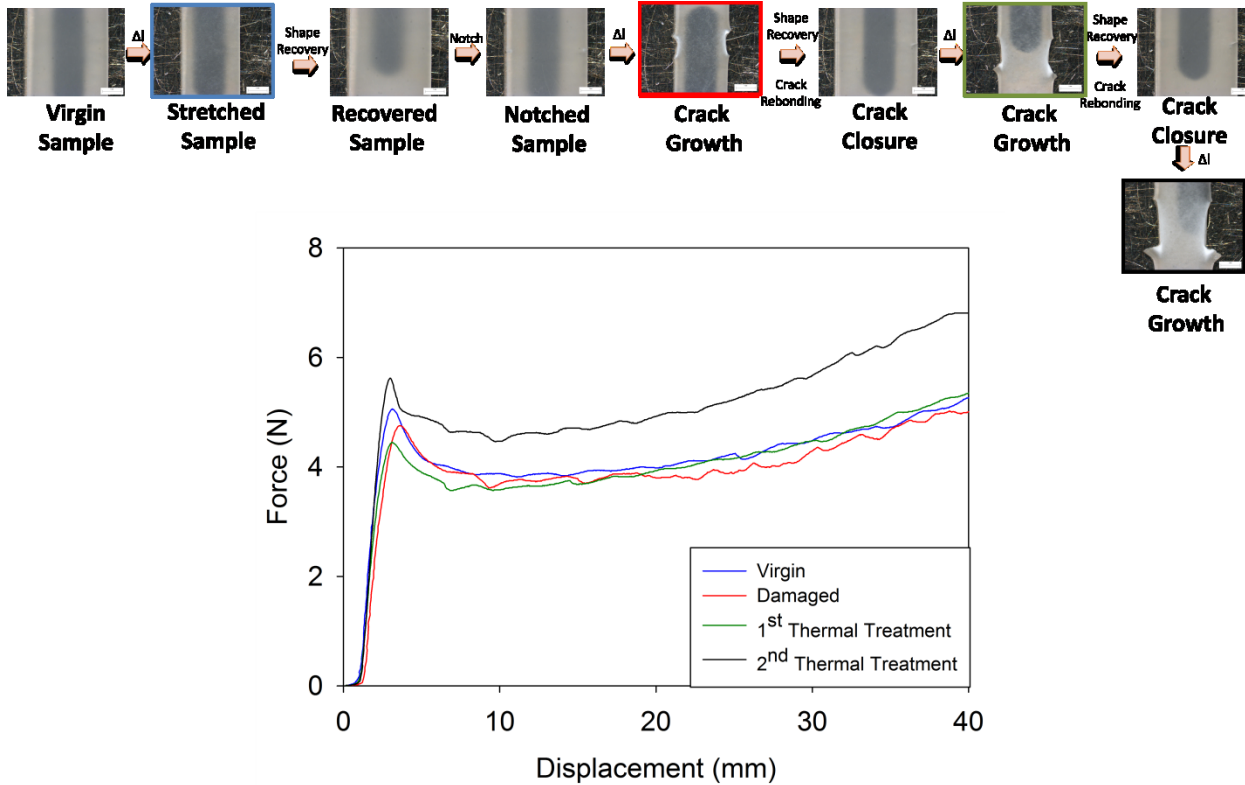 Δl
Shape
Recovery
Notch
Δl
Shape
Recovery
Crack
Rebonding
Δl
Shape
Recovery
Crack
Rebonding
Virgin
Sample
Stretched
Sample
Recovered
Sample
Notched
Sample
Crack
Growth
Crack
Closure
Crack
Growth
Crack
Closure
Δl
Crack
Growth
8
6
4
2
0
Force (N)
0 10 20 30 40
Displacement (mm)
Virgin
Damaged
1st Thermal Treatment
2nd Thermal Treatment